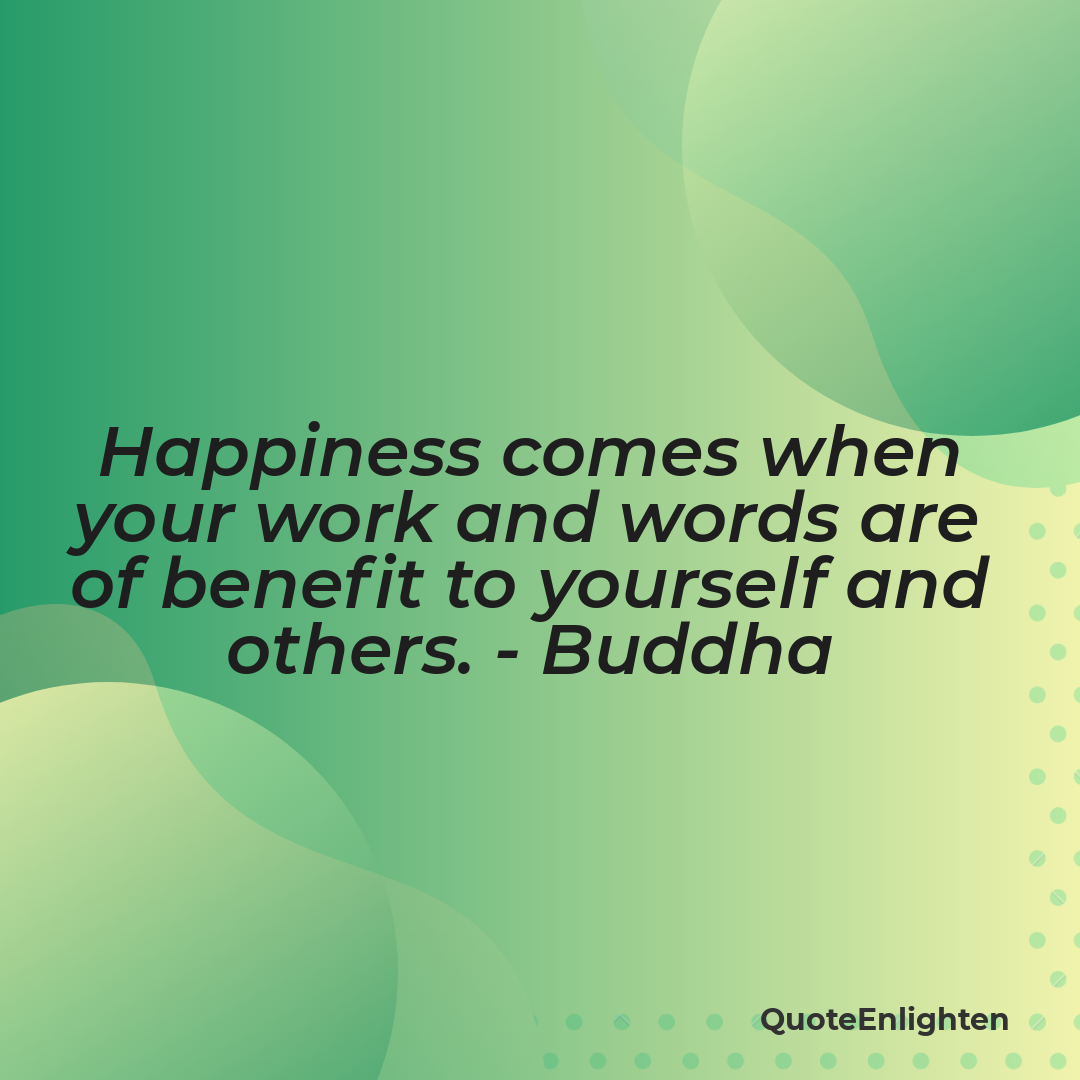 Happiness comes when
your work and words are
of benefit to yourself and
others. - Buddha
QuoteEnlighten